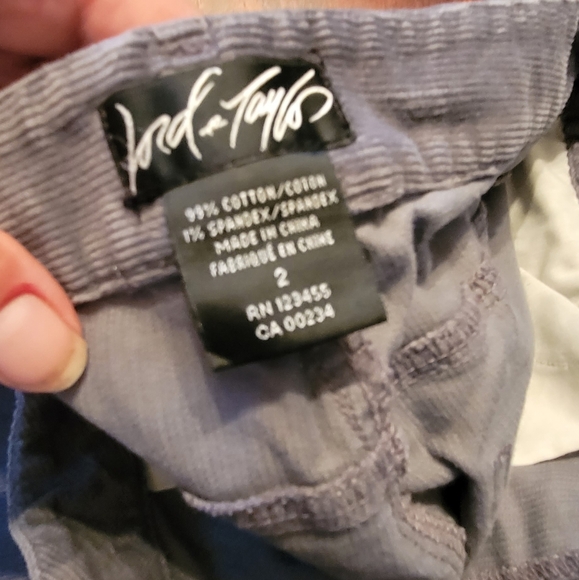 Lord & Taylor
99% COTTON/COTON
1% SPANDEX/SPANDEX
MADE IN CHINA
FABRIQUÉ EN CHINE
2
RN 123455
CA 00234